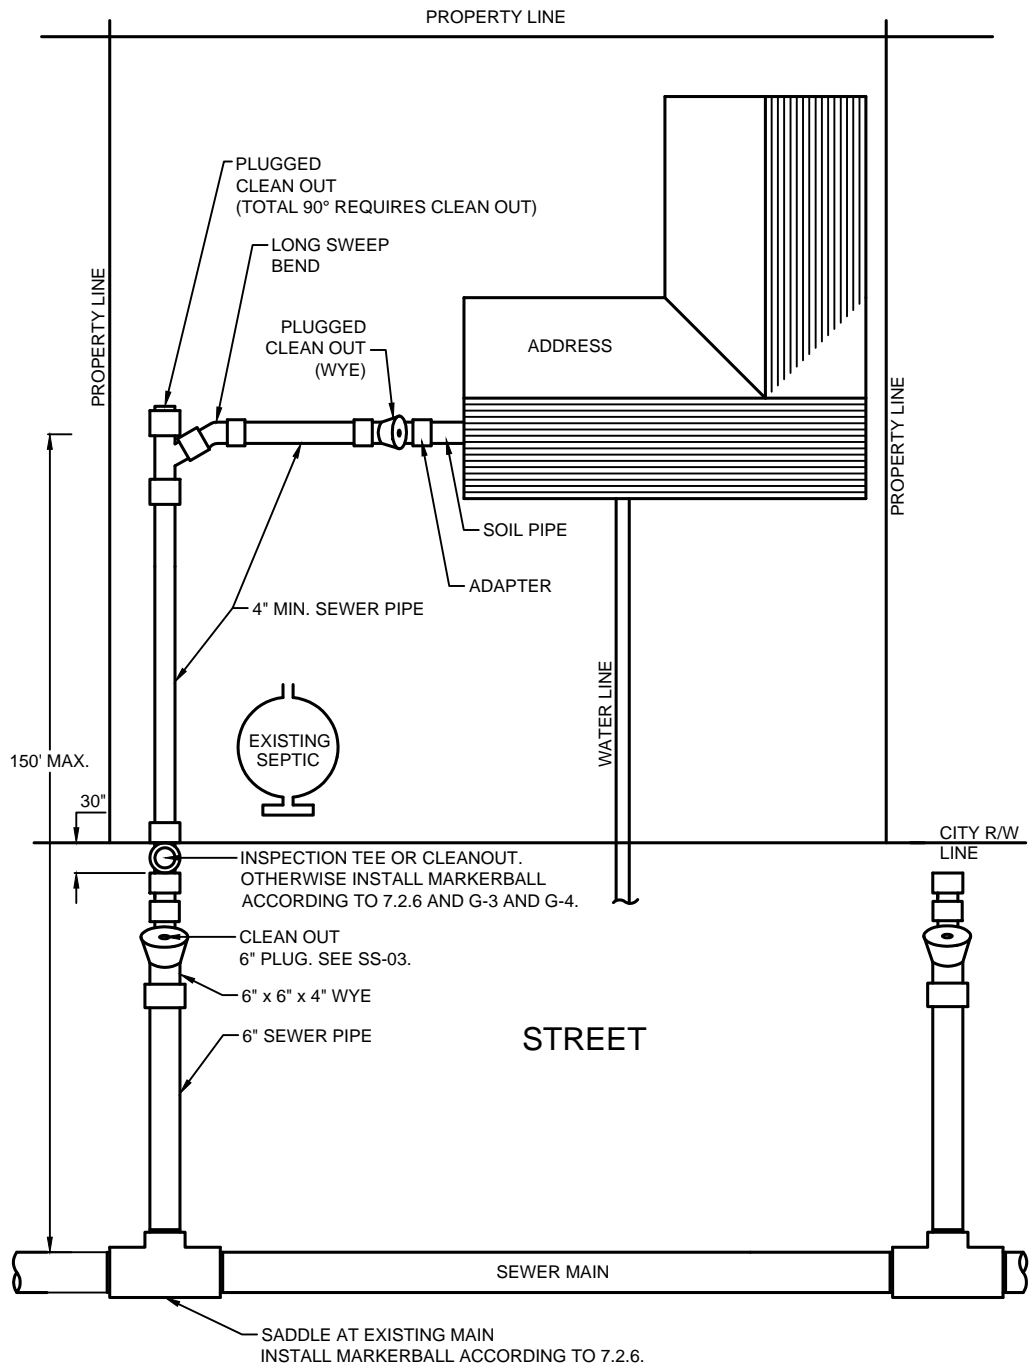 PROPERTY LINE
PLUGGED
CLEAN OUT
(TOTAL 90° REQUIRES CLEAN OUT)
LONG SWEEP
BEND
PROPERTY LINE
PLUGGED
CLEAN OUT
(WYE)
ADDRESS
PROPERTY LINE
SOIL PIPE
ADAPTER
4" MIN. SEWER PIPE
WATER LINE
EXISTING
SEPTIC
150' MAX.
30"
CITY R/W
LINE
INSPECTION TEE OR CLEANOUT.
OTHERWISE INSTALL MARKERBALL
ACCORDING TO 7.2.6 AND G-3 AND G-4.
CLEAN OUT
6" PLUG. SEE SS-03.
6" x 6" x 4" WYE
6" SEWER PIPE
STREET
SEWER MAIN
SADDLE AT EXISTING MAIN
INSTALL MARKERBALL ACCORDING TO 7.2.6.